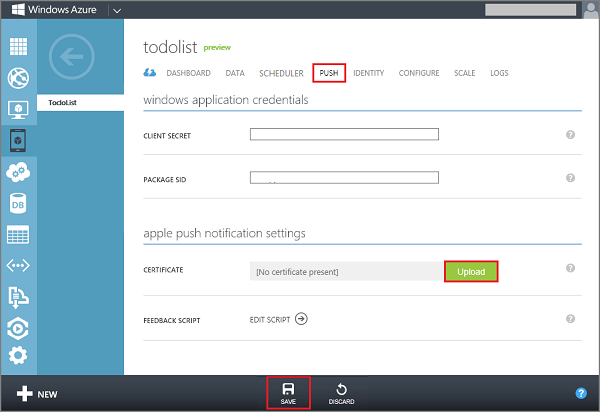 Windows Azure
todolist preview
DASHBOARD DATA SCHEDULER PUSH IDENTITY CONFIGURE SCALE LOGS
TodoList
windows application credentials
CLIENT SECRET ?
PACKAGE SID ?
apple push notification settings
CERTIFICATE [No certificate present] Upload ?
FEEDBACK SCRIPT EDIT SCRIPT ?
DB
NEW SAVE DISCARD ?